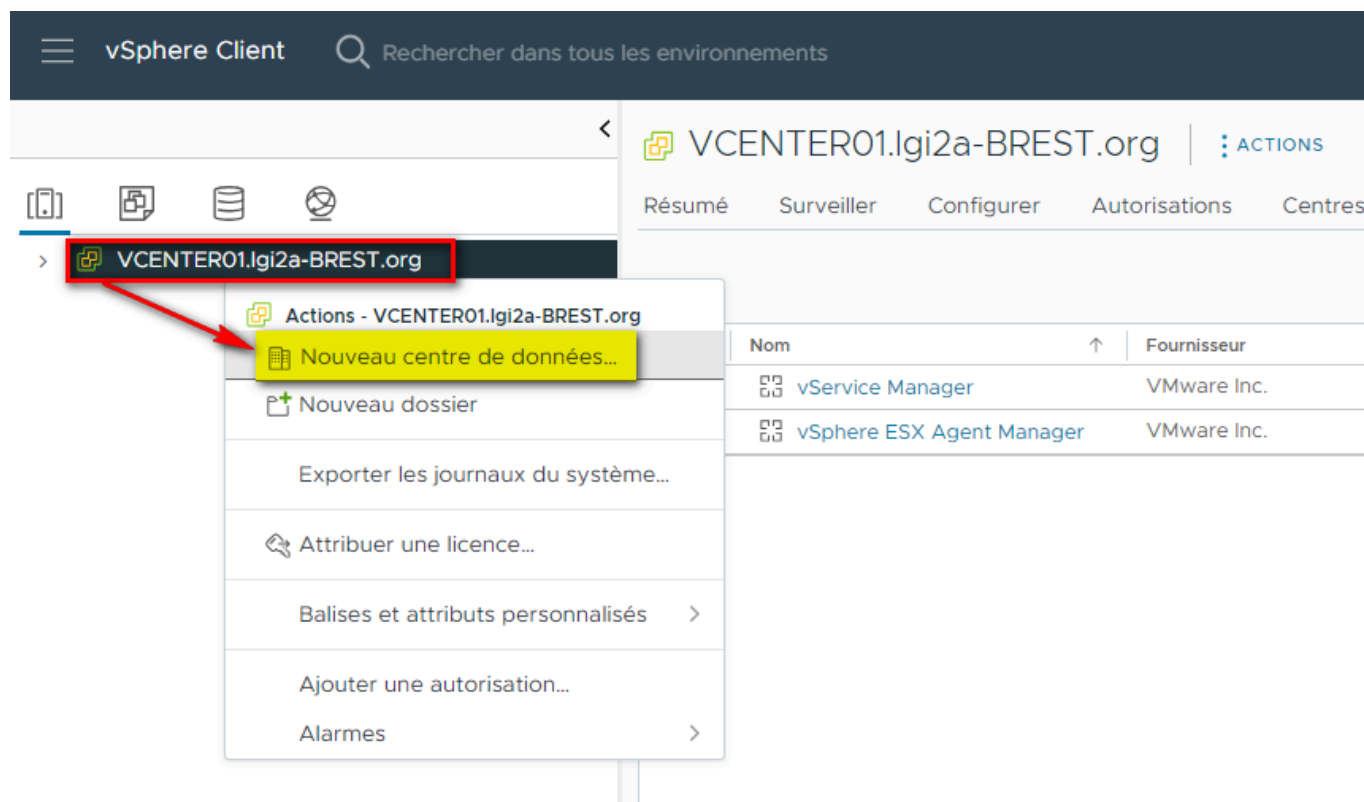 vSphere Client
Rechercher dans tous les environnements
VCENTER01.lgi2a-BREST.org
ACTIONS
Résumé Surveiller Configurer Autorisations Centres
VCENTER01.lgi2a-BREST.org
Actions - VCENTER01.lgi2a-BREST.org
Nouveau centre de données...
Nouveau dossier
Exporter les journaux du système...
Attribuer une licence...
Balises et attributs personnalisés
Ajouter une autorisation...
Alarmes
Nom Fournisseur
vService Manager VMware Inc.
vSphere ESX Agent Manager VMware Inc.